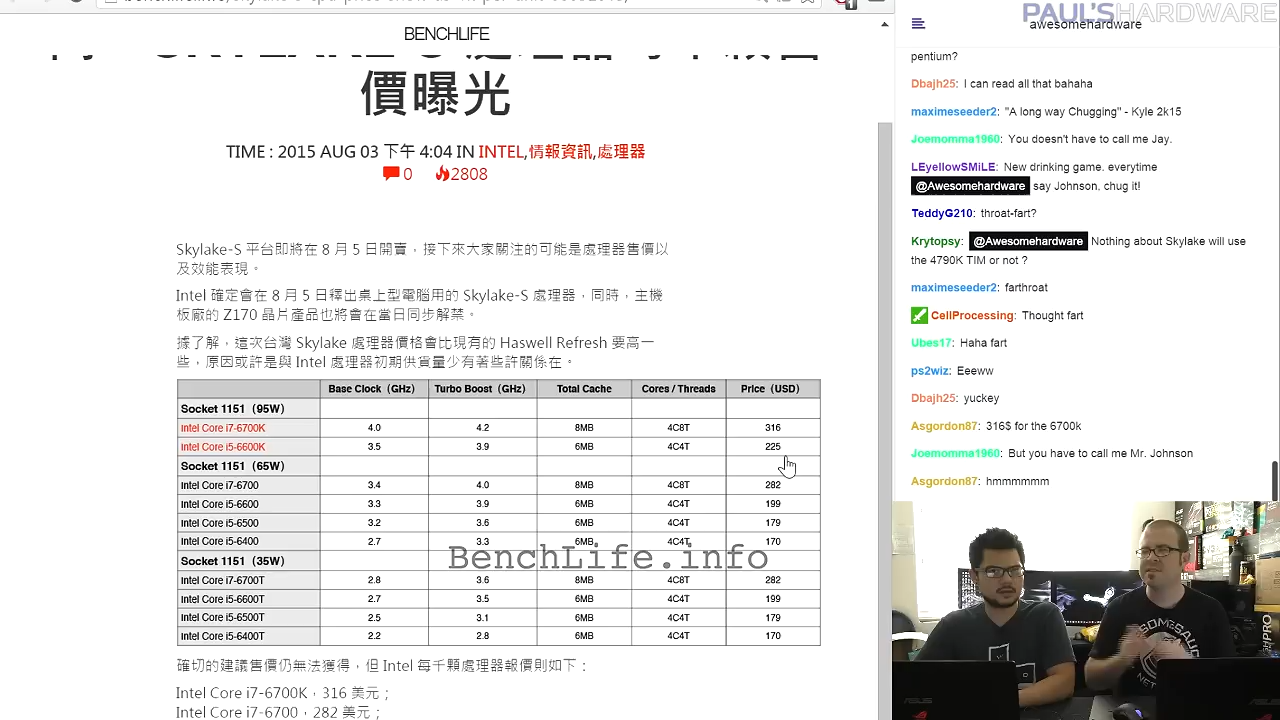 BENCHLIFE
價曝光
TIME : 2015 AUG 03 下午 4:04 IN INTEL,情報資訊,處理器
0 2808
Skylake-S 平台即將在 8 月 5 日開賣，接下來大家關注的可能是處理器售價以
及效能表現。
Intel 確定會在 8 月 5 日釋出桌上型電腦用的 Skylake-S 處理器，同時，主機
板廠的 Z170 晶片產品也將會在當日同步解禁。
據了解，這次台灣 Skylake 處理器價格會比現有的 Haswell Refresh 要高一
些，原因或許是與 Intel 處理器初期供貨量少有著些許關係在。
Base Clock（GHz） Turbo Boost（GHz） Total Cache Cores / Threads Price（USD）
Socket 1151（95W）
Intel Core i7-6700K 4.0 4.2 8MB 4C8T 316
Intel Core i5-6600K 3.5 3.9 6MB 4C4T 225
Socket 1151（65W）
Intel Core i7-6700 3.4 4.0 8MB 4C8T 282
Intel Core i5-6600 3.3 3.9 6MB 4C4T 199
Intel Core i5-6500 3.2 3.6 6MB 4C4T 179
Intel Core i5-6400 2.7 3.3 6MB 4C4T 170
BenchLife.info
Socket 1151（35W）
Intel Core i7-6700T 2.8 3.6 8MB 4C8T 282
Intel Core i5-6600T 2.7 3.5 6MB 4C4T 199
Intel Core i5-6500T 2.5 3.1 6MB 4C4T 179
Intel Core i5-6400T 2.2 2.8 6MB 4C4T 170
確切的建議售價仍無法獲得，但 Intel 每千顆處理器報價則如下：
Intel Core i7-6700K，316 美元；
Intel Core i7-6700，282 美元；
PAUL'SHARDWARE
awesomehardware
pentium?
Dbajh25: I can read all that bahaha
maximeseeder2: "A long way Chugging" - Kyle 2k15
Joemomma1960: You doesn't have to call me Jay.
LEyellowSMiLE: New drinking game. everytime
@Awesomehardware say Johnson, chug it!
TeddyG210: throat-fart?
Krytopsy: @Awesomehardware Nothing about Skylake will use
the 4790K TIM or not ?
maximeseeder2: farthroat
CellProcessing: Thought fart
Ubes17: Haha fart
ps2wiz: Eeeww
Dbajh25: yuckey
Asgordon87: 316$ for the 6700k
Joemomma1960: But you have to call me Mr. Johnson
Asgordon87: hmmmmmm